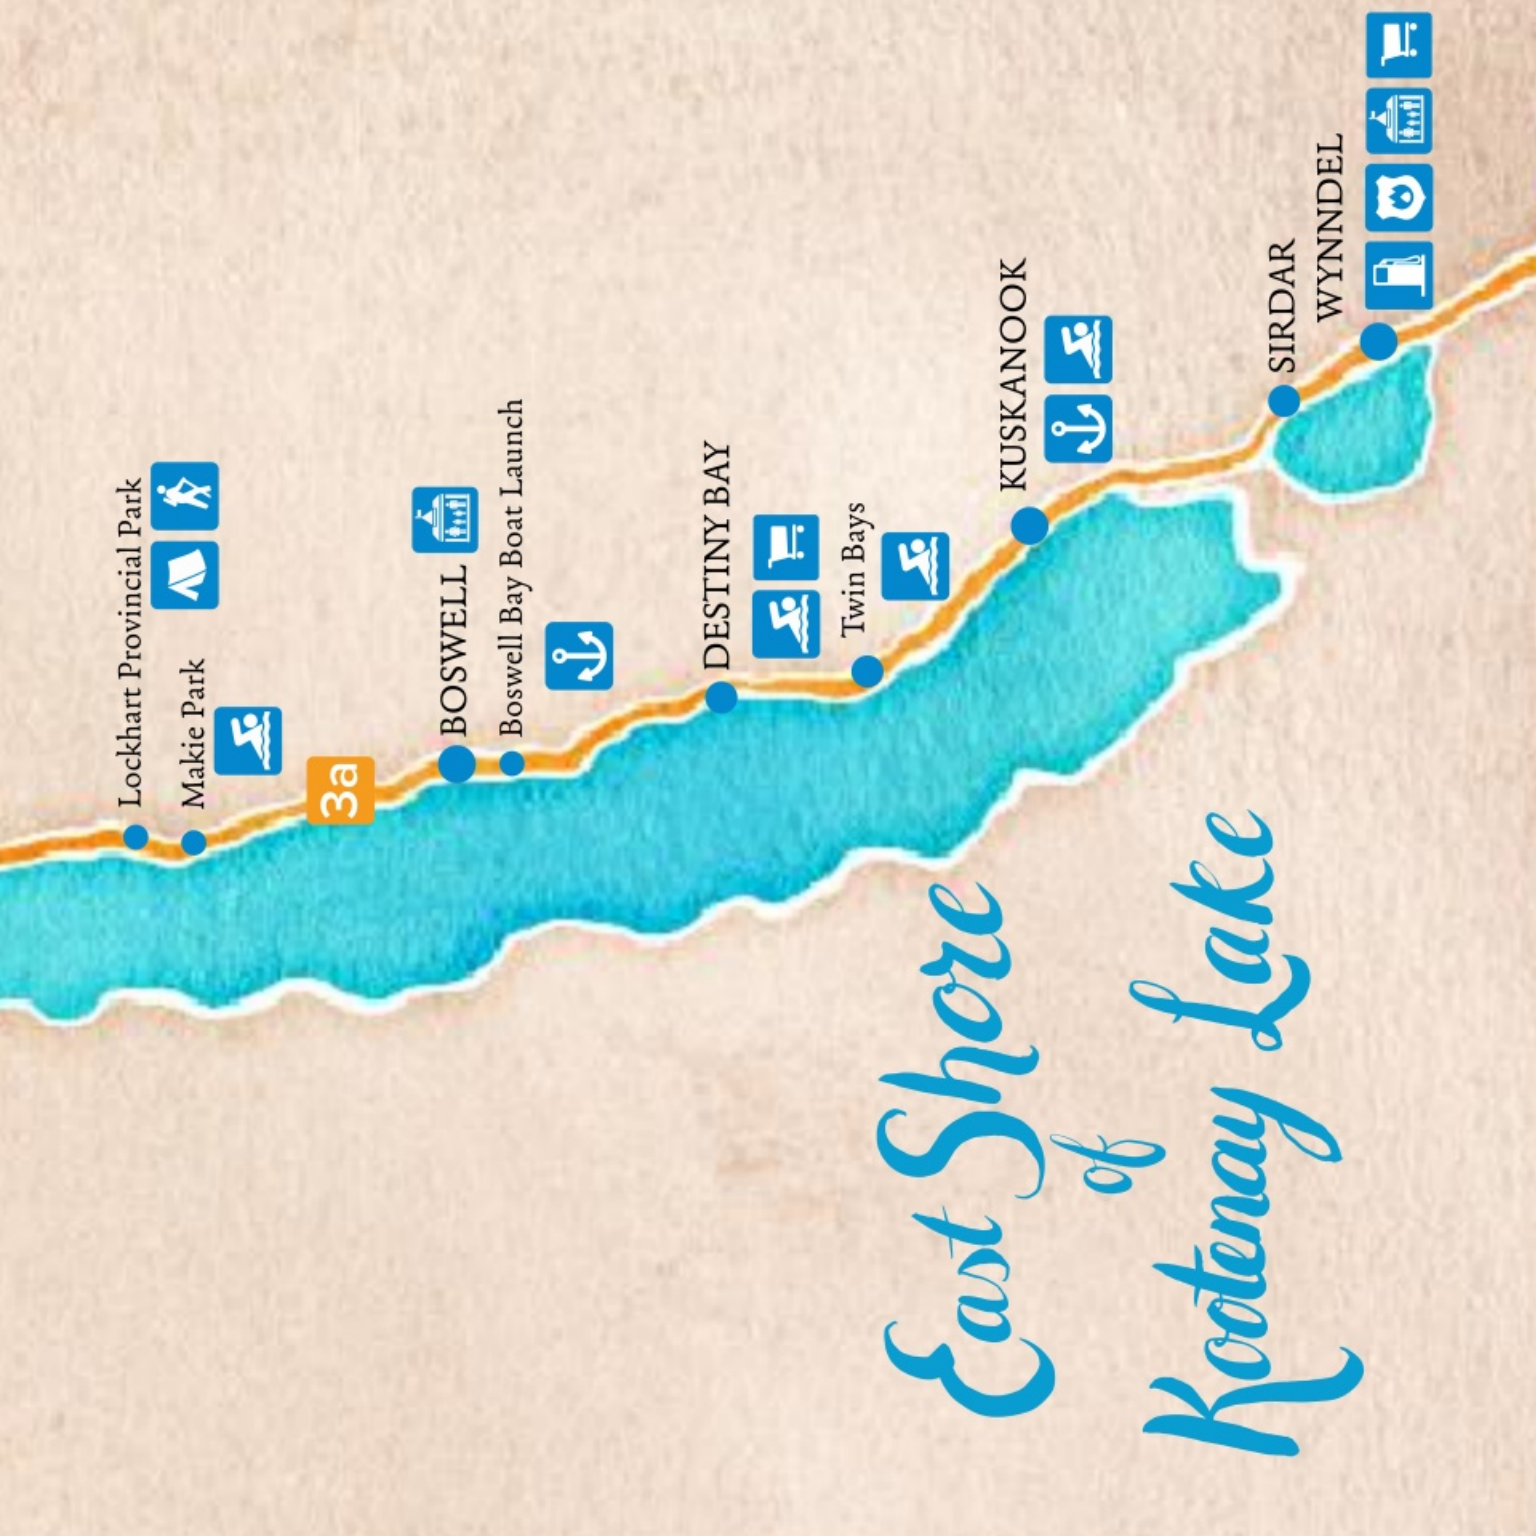 Lockhart Provincial Park
Makie Park
3a
BOSWELL
Boswell Bay Boat Launch
DESTINY BAY
Twin Bays
KUSKANOOK
SIRDAR
WYNNDEL
East Shore
of
Kootenay Lake